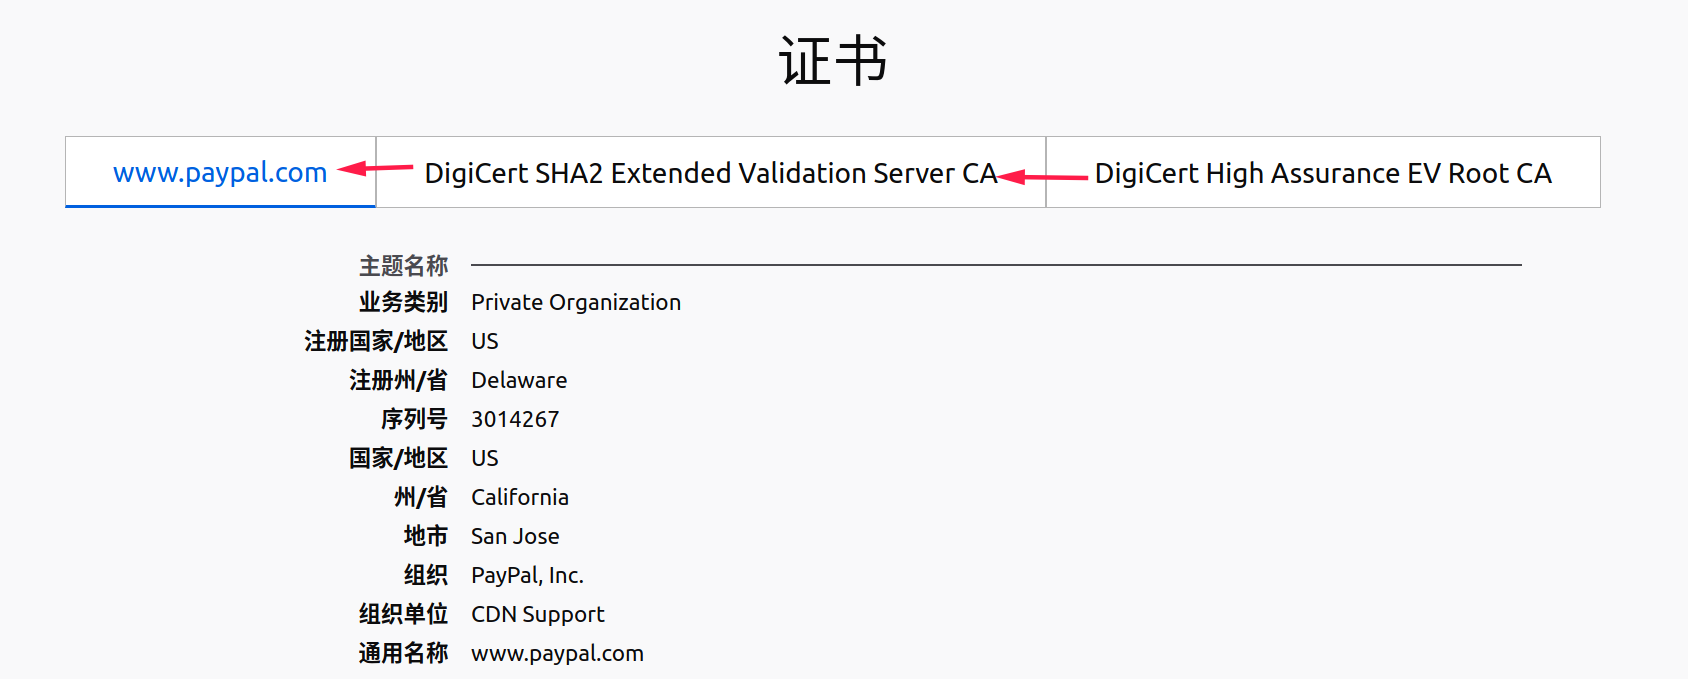 证书
www.paypal.com DigiCert SHA2 Extended Validation Server CA DigiCert High Assurance EV Root CA
主题名称
业务类别 Private Organization
注册国家/地区 US
注册州/省 Delaware
序列号 3014267
国家/地区 US
州/省 California
地市 San Jose
组织 PayPal, Inc.
组织单位 CDN Support
通用名称 www.paypal.com